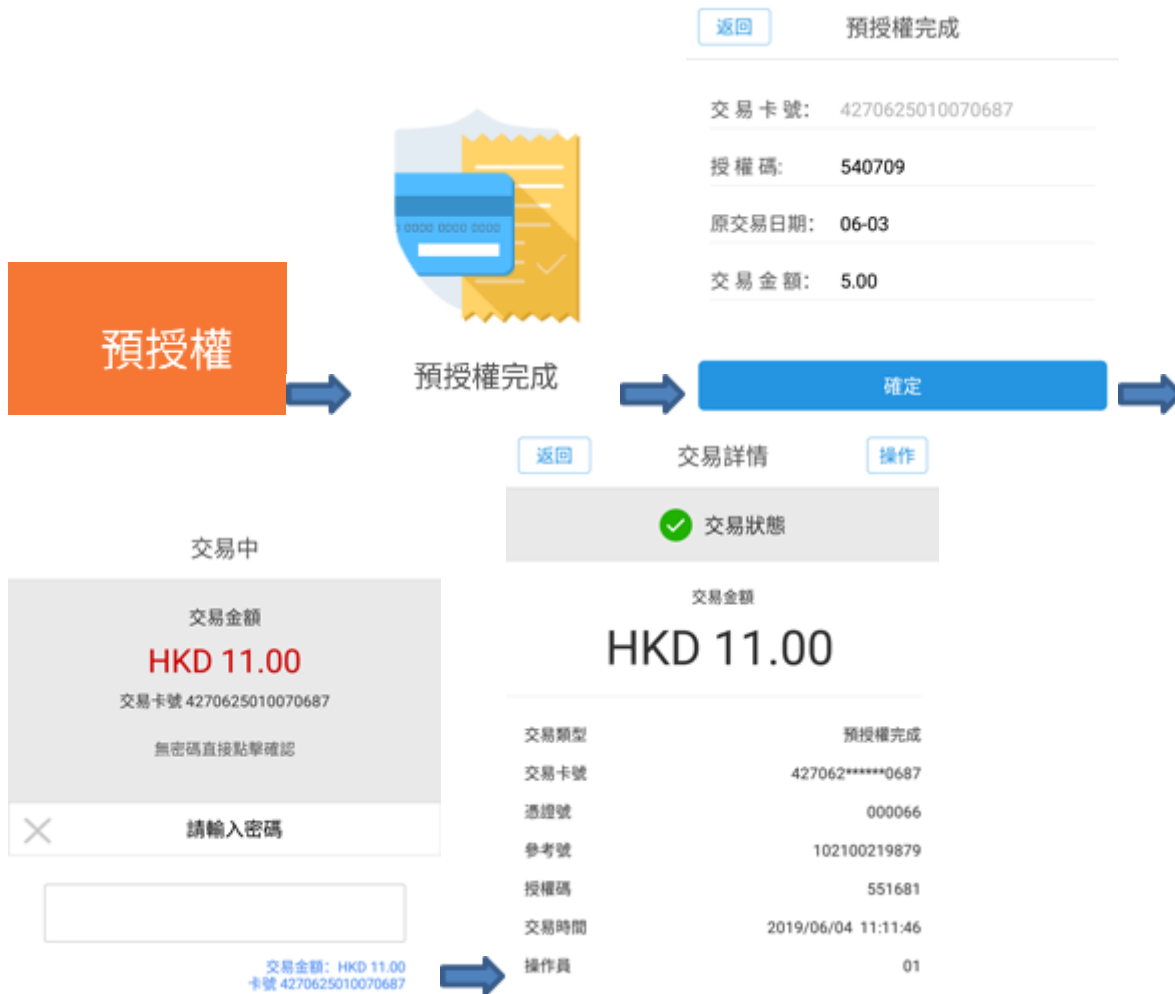 預授權
0000 0000 0000
預授權完成
返回 預授權完成
交易卡號: 4270625010070687
授權碼: 540709
原交易日期: 06-03
交易金額: 5.00
確定
交易中
交易金額
HKD 11.00
交易卡號 4270625010070687
無密碼直接點擊確認
請輸入密碼
交易金額: HKD 11.00
卡號 4270625010070687
返回 交易詳情 操作
交易狀態
交易金額
HKD 11.00
交易類型 預授權完成
交易卡號 427062******0687
憑證號 000066
參考號 102100219879
授權碼 551681
交易時間 2019/06/04 11:11:46
操作員 01